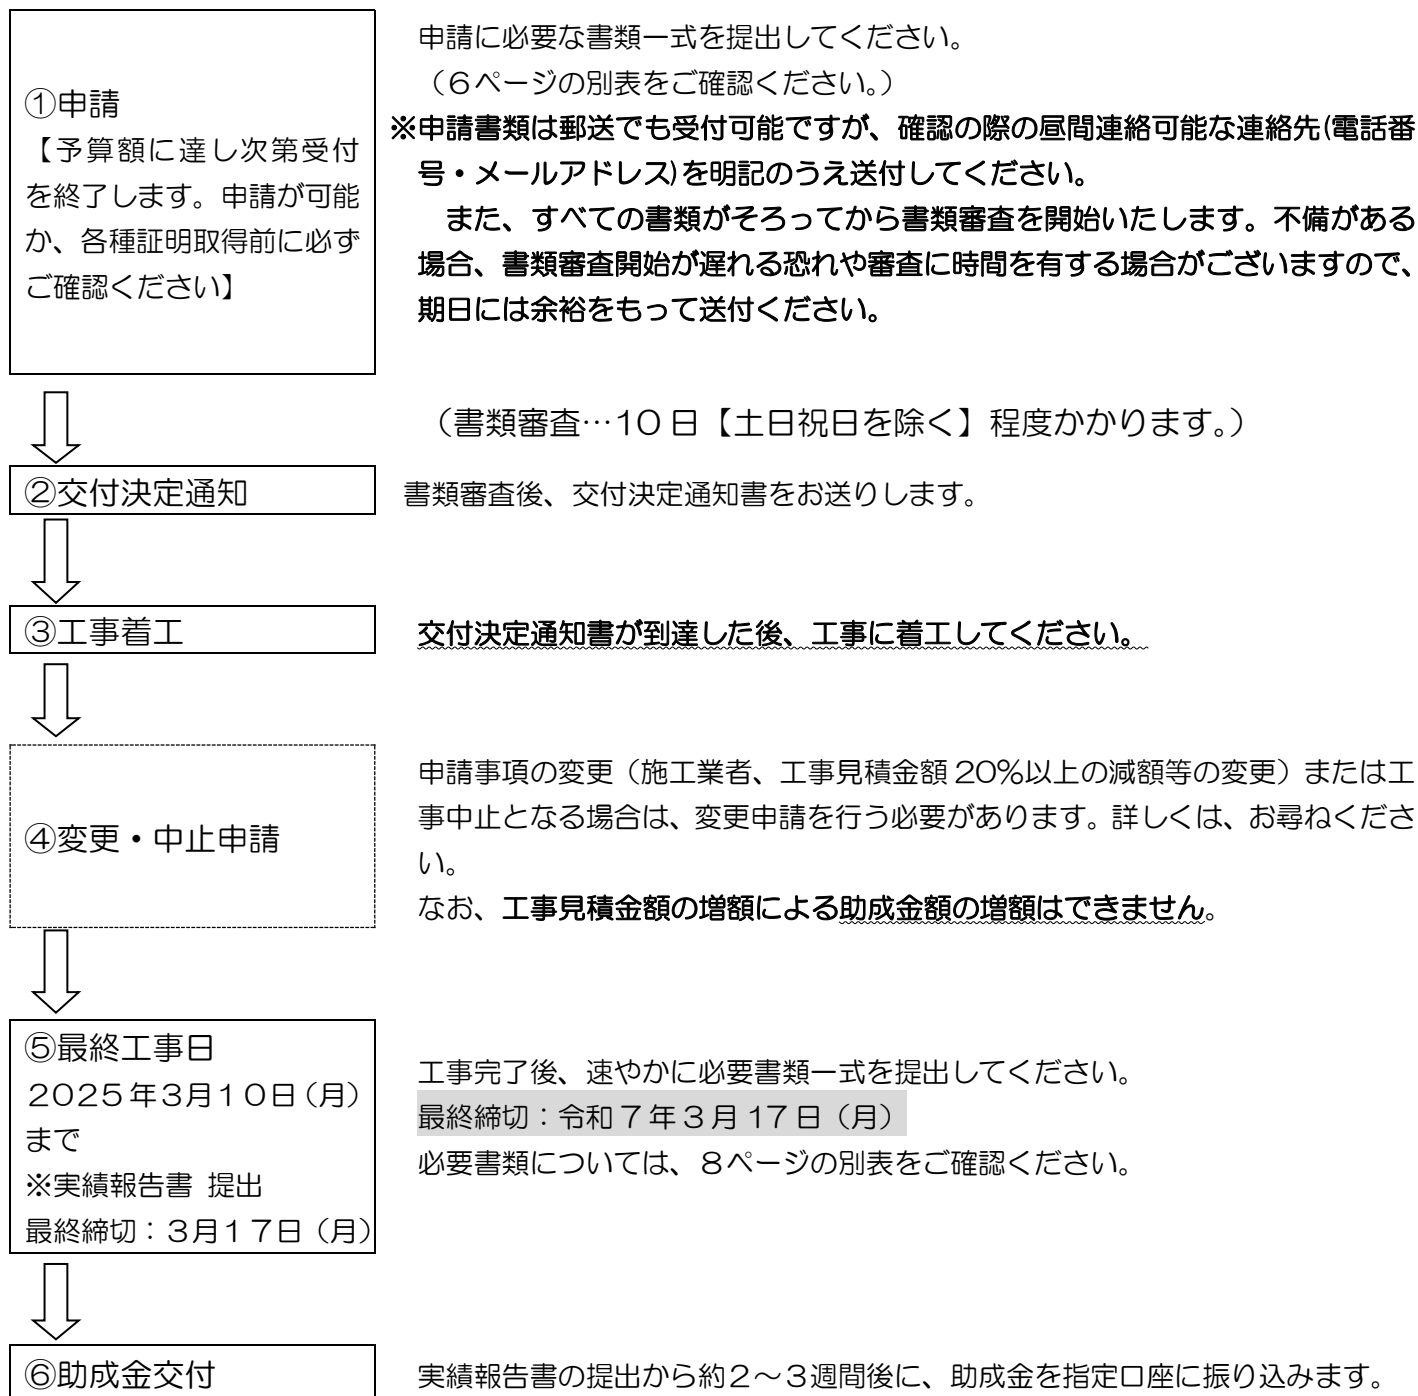 ①申請
【予算額に達し次第受付
を終了します。申請が可能
か、各種証明取得前に必ず
ご確認ください】
申請に必要な書類一式を提出してください。
（６ページの別表をご確認ください。）
※申請書類は郵送でも受付可能ですが、確認の際の昼間連絡可能な連絡先(電話番
号・メールアドレス)を明記のうえ送付してください。
また、すべての書類がそろってから書類審査を開始いたします。不備がある
場合、書類審査開始が遅れる恐れや審査に時間を有する場合がございますので、
期日には余裕をもって送付ください。
（書類審査…10 日【土日祝日を除く】程度かかります。）
②交付決定通知
書類審査後、交付決定通知書をお送りします。
③工事着工
交付決定通知書が到達した後、工事に着工してください。
④変更・中止申請
申請事項の変更（施工業者、工事見積金額 20％以上の減額等の変更）または工
事中止となる場合は、変更申請を行う必要があります。詳しくは、お尋ねくださ
い。
なお、工事見積金額の増額による助成金額の増額はできません。
⑤最終工事日
２０２５年３月１０日（月）
まで
※実績報告書 提出
最終締切：３月１７日（月）
工事完了後、速やかに必要書類一式を提出してください。
最終締切：令和 7 年 3 月 17 日（月）
必要書類については、８ページの別表をご確認ください。
⑥助成金交付
実績報告書の提出から約２～３週間後に、助成金を指定口座に振り込みます。